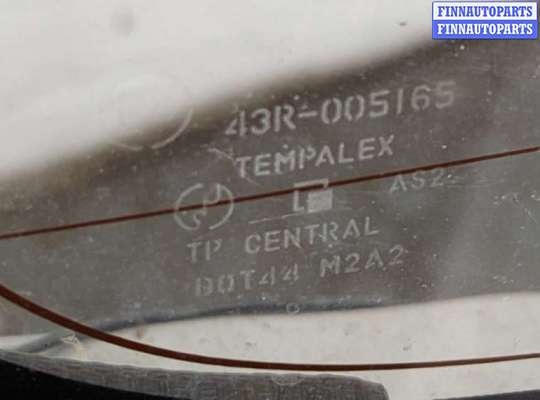 FINNAUTOPARTS
FINNAUTOPARTS
43R-005165
TEMPALEX
AS2
TP CENTRAL
DOT44 M2A2